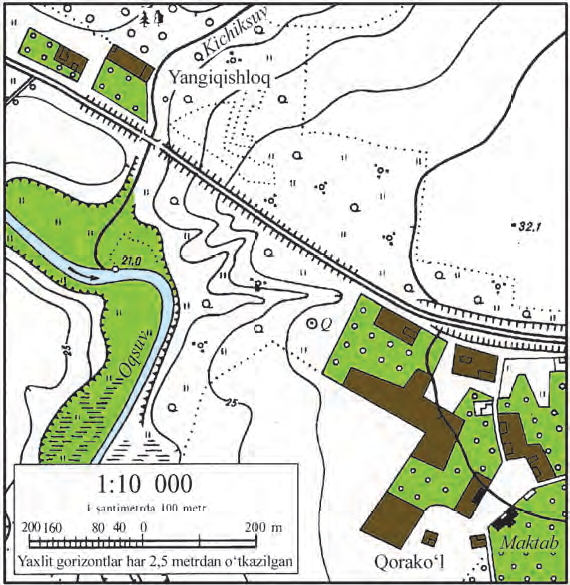 Kichiksuv
Yangiqishloq
32,1
21,0
Oqsuv
25
Q
25
1:10 000
1 santimetrda 100 metr
200 160 80 40 0 200 m
Yaxlit gorizontlar har 2,5 metrdan o‘tkazilgan
Qorako‘l
Maktab